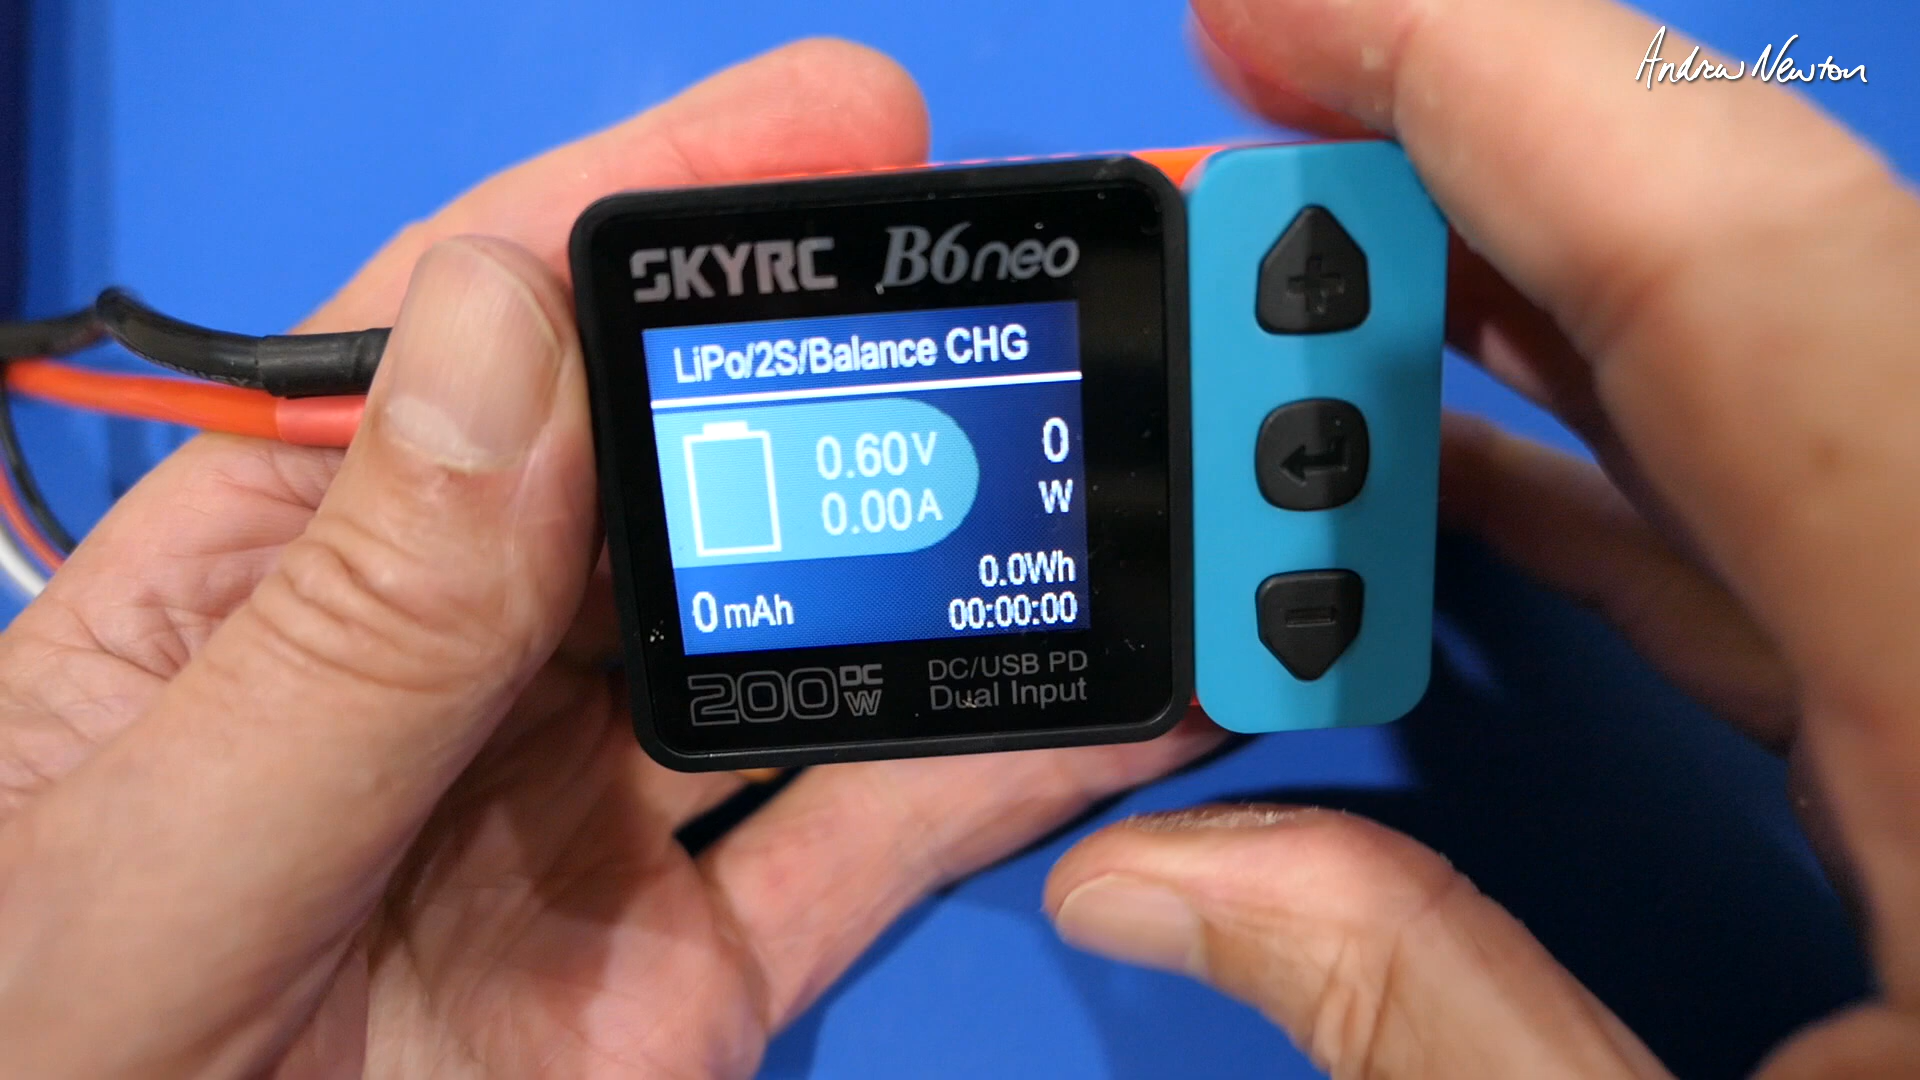 Andrew Newton
SKYRC B6neo
LiPo/2S/Balance CHG
0.60V
0.00A
0
W
0.0Wh
0mAh
00:00:00
200 DC W
DC/USB PD
Dual Input